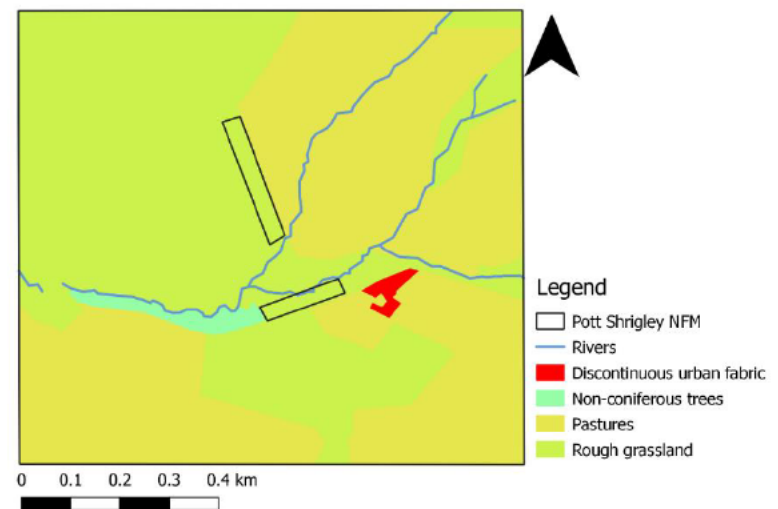 Legend
Pott Shrigley NFM
Rivers
Discontinuous urban fabric
Non-coniferous trees
Pastures
Rough grassland
0 0.1 0.2 0.3 0.4 km